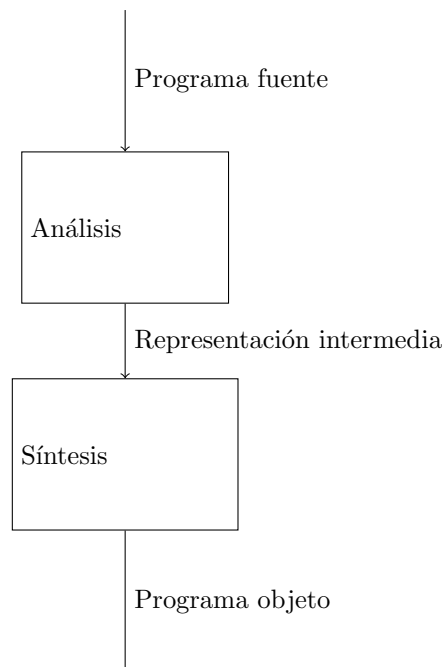 Programa fuente
Análisis
Representación intermedia
Síntesis
Programa objeto